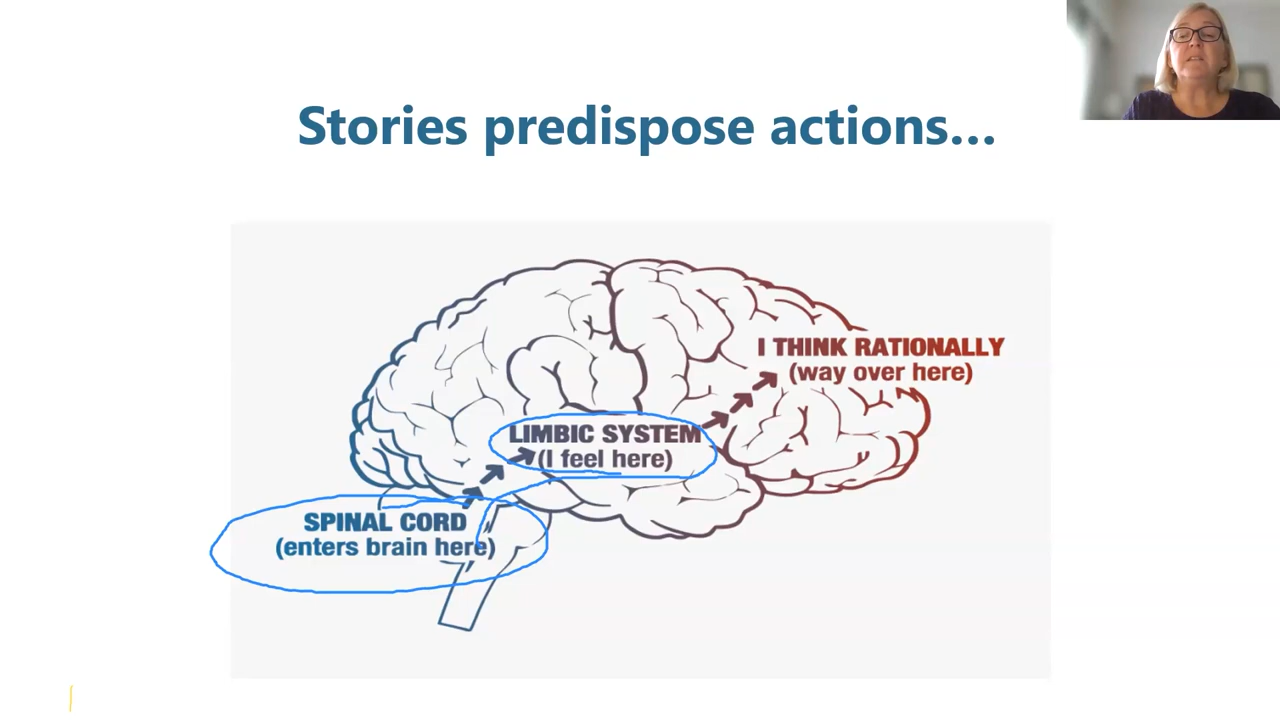 Stories predispose actions...
I THINK RATIONALLY
(way over here)
LIMBIC SYSTEM
(I feel here)
SPINAL CORD
(enters brain here)